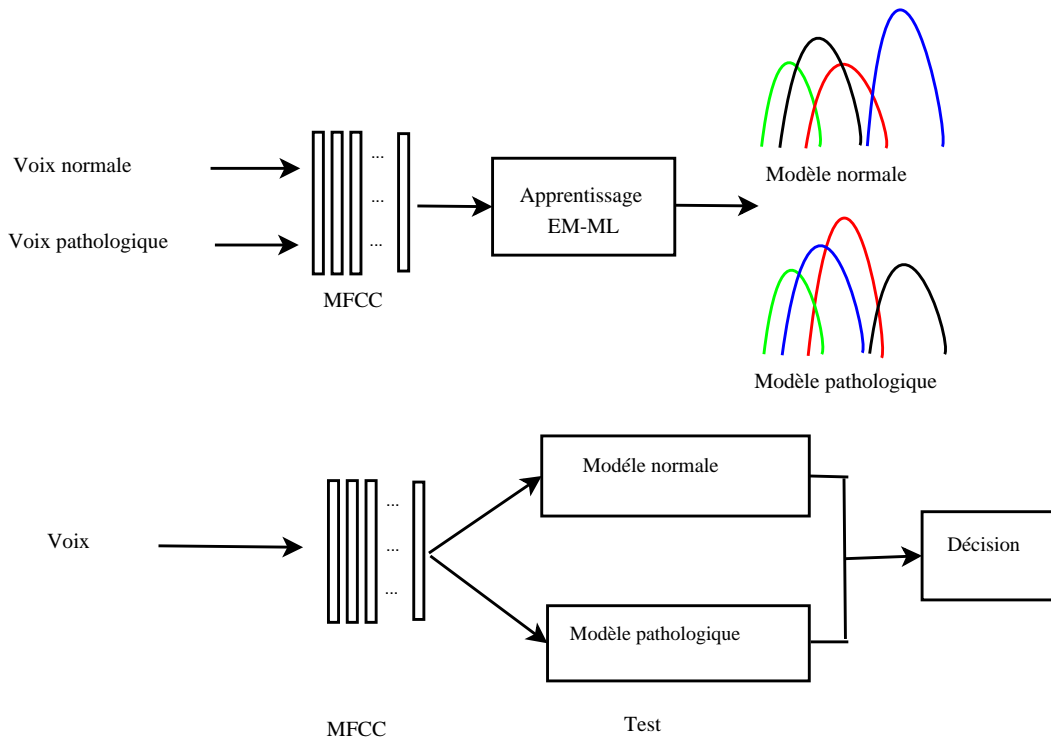 Voix normale
Voix pathologique
...
...
...
MFCC
Apprentissage
EM-ML
Modèle normale
Modèle pathologique
Voix
...
...
...
MFCC
Modéle normale
Modèle pathologique
Test
Décision